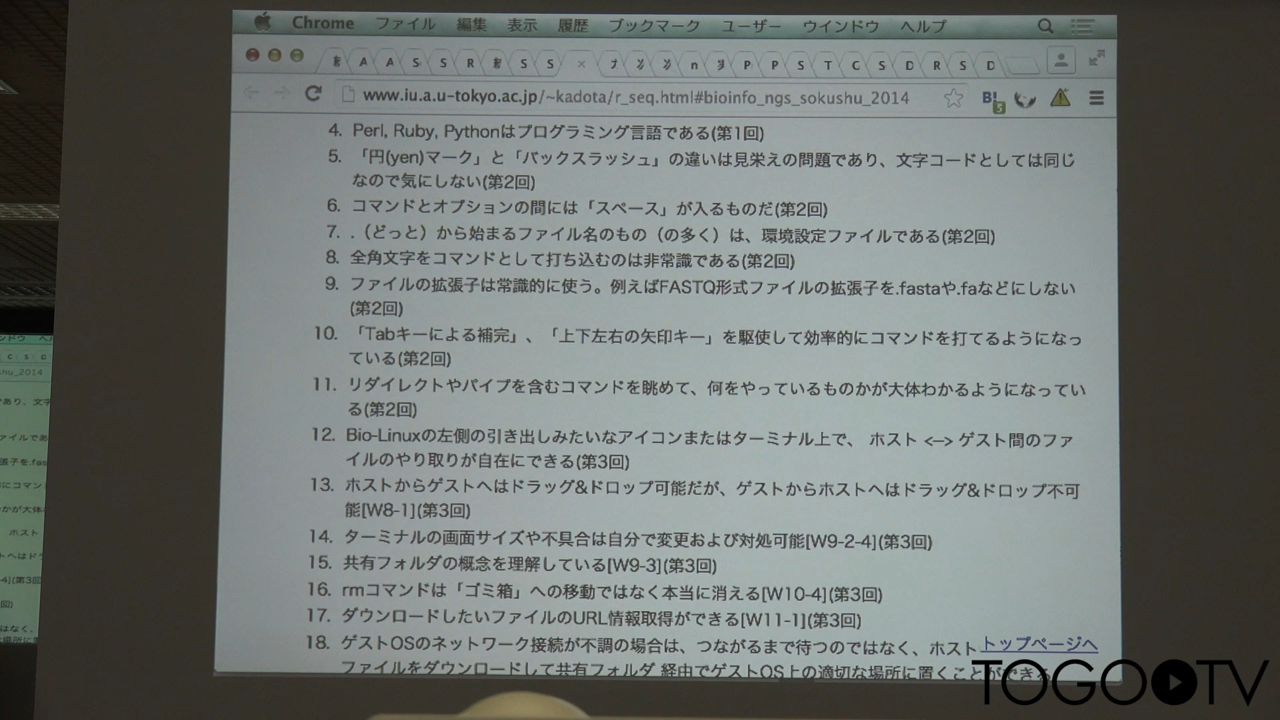 Chrome ファイル 編集 表示 履歴 ブックマーク ユーザー ウインドウ ヘルプ
A A S S R S S × n P P S T C S D R S D
www.iu.a.u-tokyo.ac.jp/~kadota/r_seq.html#bioinfo_ngs_sokushu_2014
4. Perl, Ruby, Pythonはプログラミング言語である(第1回)
5. 「円(yen)マーク」と「バックスラッシュ」の違いは見栄えの問題であり、文字コードとしては同じ
なので気にしない(第2回)
6. コマンドとオプションの間には「スペース」が入るものだ(第2回)
7. .（どっと）から始まるファイル名のもの（の多く）は、環境設定ファイルである(第2回)
8. 全角文字をコマンドとして打ち込むのは非常識である(第2回)
9. ファイルの拡張子は常識的に使う。例えばFASTQ形式ファイルの拡張子を.fastaや.faなどにしない
(第2回)
10. 「Tabキーによる補完」、「上下左右の矢印キー」を駆使して効率的にコマンドを打てるようになっ
ている(第2回)
11. リダイレクトやパイプを含むコマンドを眺めて、何をやっているものかが大体わかるようになってい
る(第2回)
12. Bio-Linuxの左側の引き出しみたいなアイコンまたはターミナル上で、 ホスト <--> ゲスト間のファ
イルのやり取りが自在にできる(第3回)
13. ホストからゲストへはドラッグ&ドロップ可能だが、ゲストからホストへはドラッグ&ドロップ不可
能[W8-1](第3回)
14. ターミナルの画面サイズや不具合は自分で変更および対処可能[W9-2-4](第3回)
15. 共有フォルダの概念を理解している[W9-3](第3回)
16. rmコマンドは「ゴミ箱」への移動ではなく本当に消える[W10-4](第3回)
17. ダウンロードしたいファイルのURL情報取得ができる[W11-1](第3回)
18. ゲストOSのネットワーク接続が不調の場合は、つながるまで待つのではなく、ホスト
トップページへ
ファイルをダウンロードして共有フォルダ 経由でゲストOS上の適切な場所に置くことができる
TOGOTV